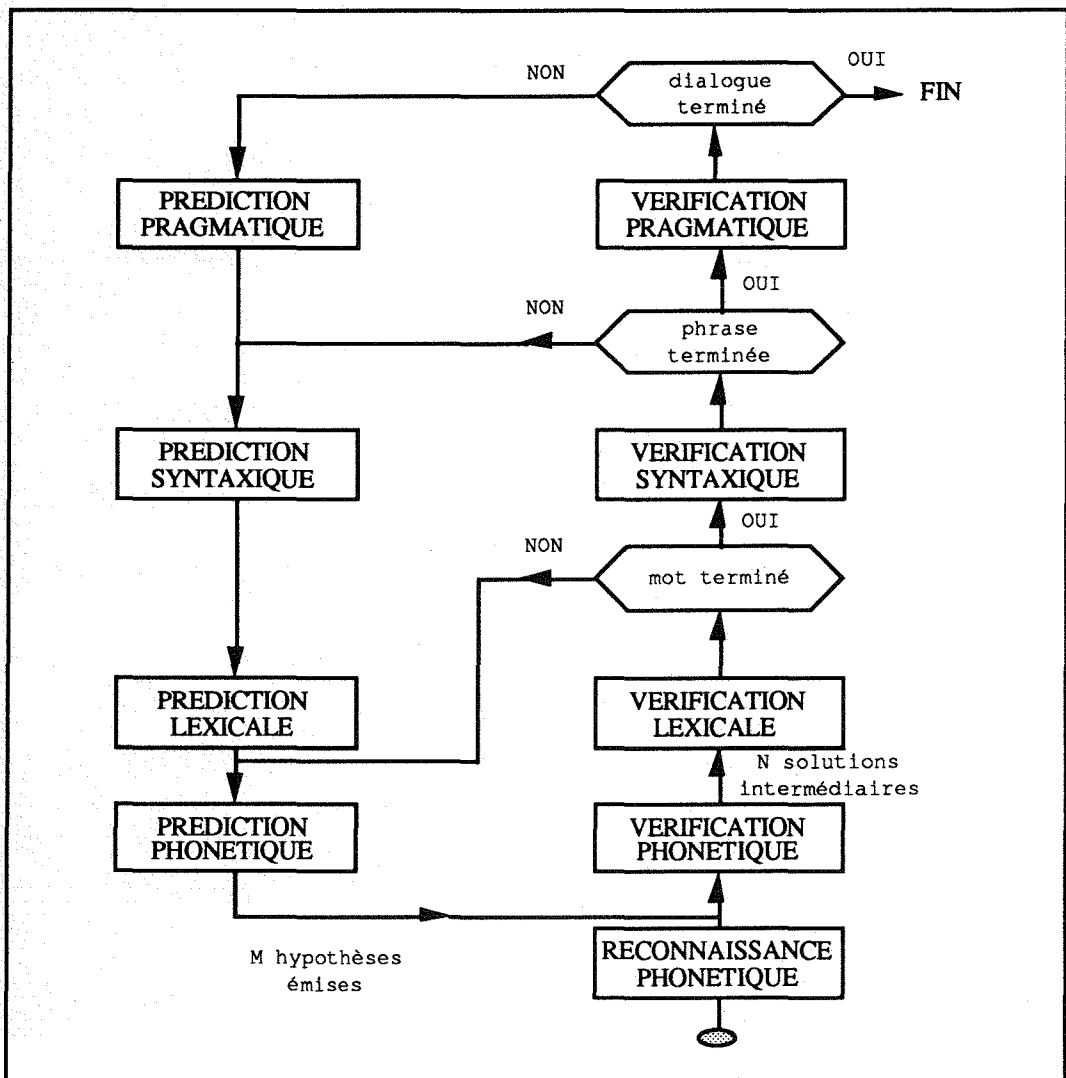 OUI
NON
dialogue
terminé
FIN
PREDICTION
PRAGMATIQUE
VERIFICATION
PRAGMATIQUE
OUI
NON
phrase
terminée
PREDICTION
SYNTAXIQUE
VERIFICATION
SYNTAXIQUE
OUI
NON
mot terminé
PREDICTION
LEXICALE
VERIFICATION
LEXICALE
N solutions
intermédiaires
PREDICTION
PHONETIQUE
VERIFICATION
PHONETIQUE
M hypothèses
émises
RECONNAISSANCE
PHONETIQUE